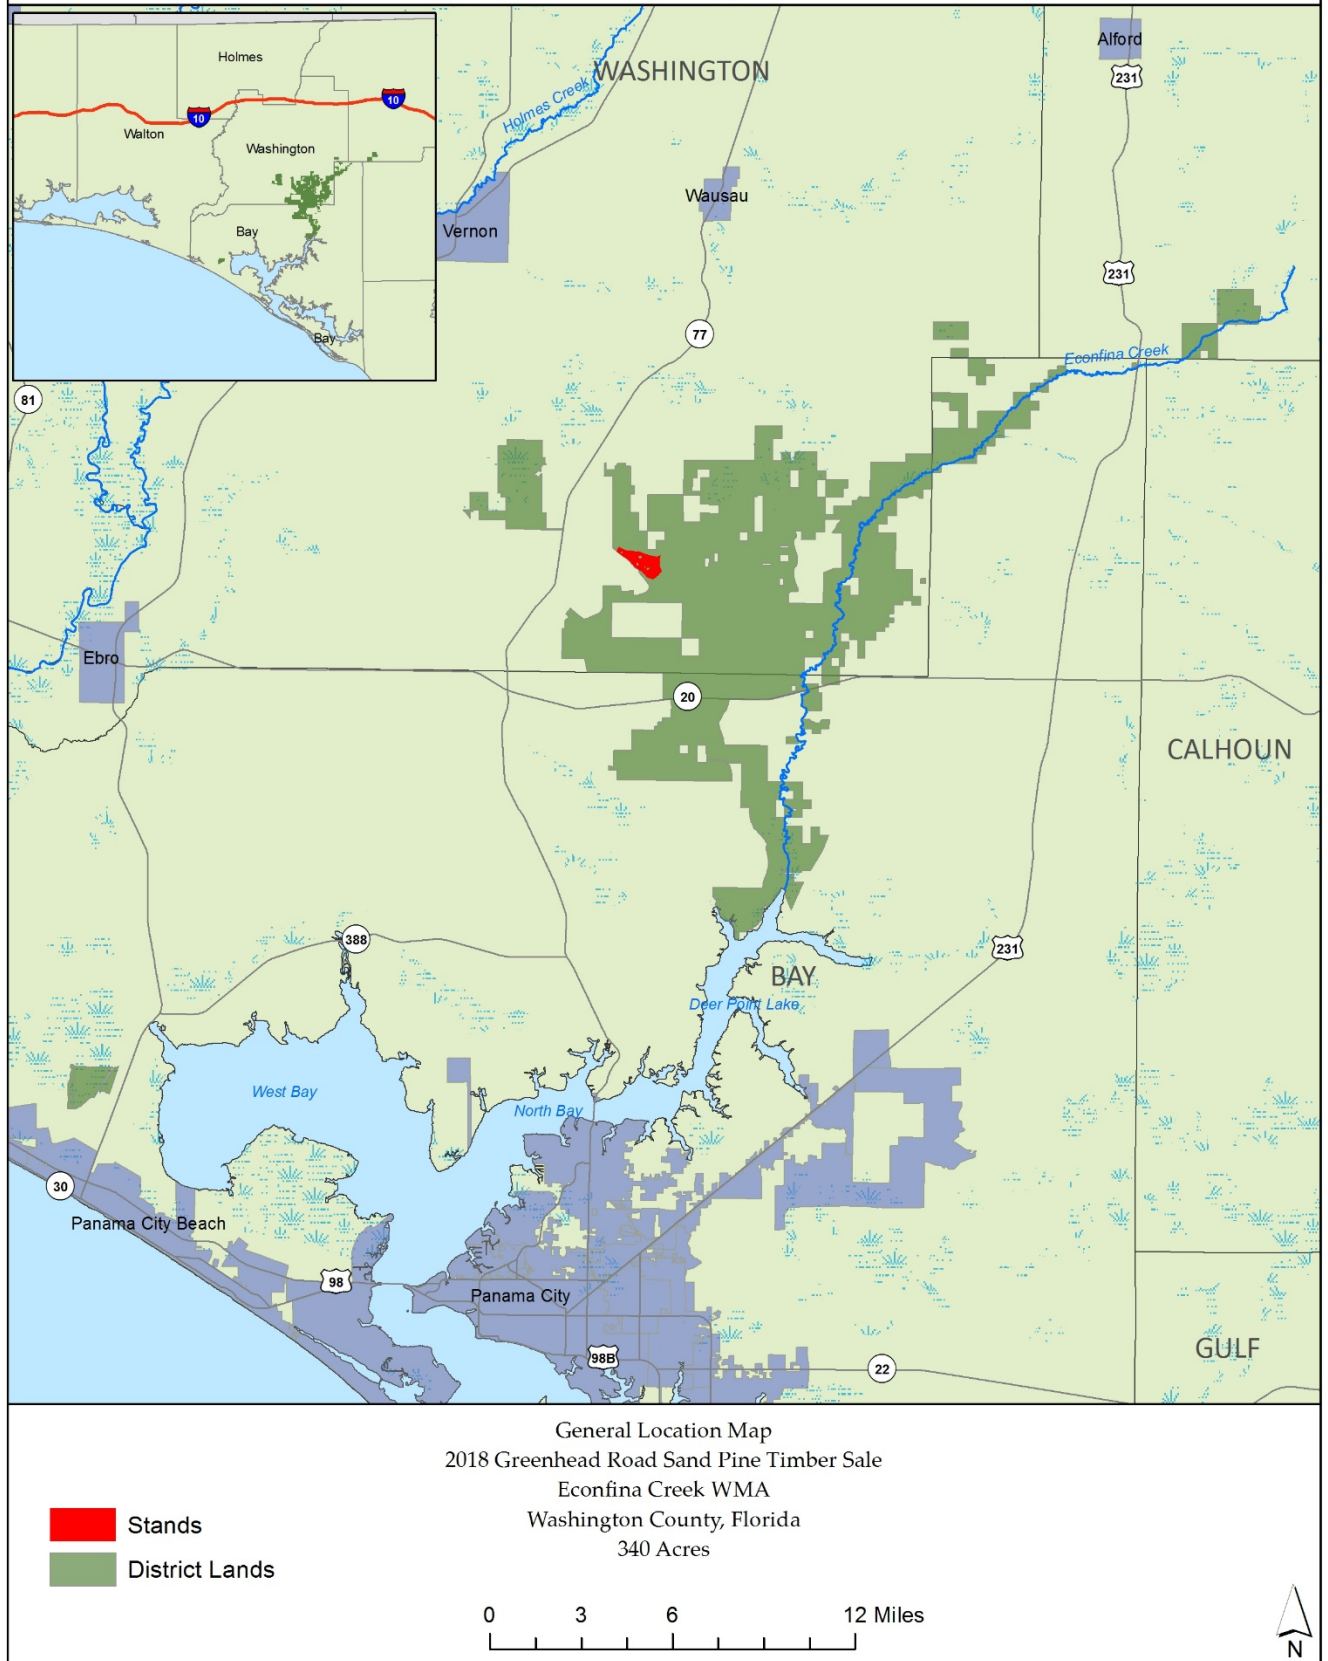 Holmes
10
10
Walton
Washington
Bay
Bay
WASHINGTON
Holmes Creek
Alford
231
Wausau
Vernon
231
77
Econfina Creek
81
Ebro
20
CALHOUN
388
231
BAY
Deer Point Lake
West Bay
North Bay
30
Panama City Beach
98
Panama City
98B
22
GULF
General Location Map
2018 Greenhead Road Sand Pine Timber Sale
Econfina Creek WMA
Washington County, Florida
340 Acres
Stands
District Lands
0 3 6 12 Miles
N